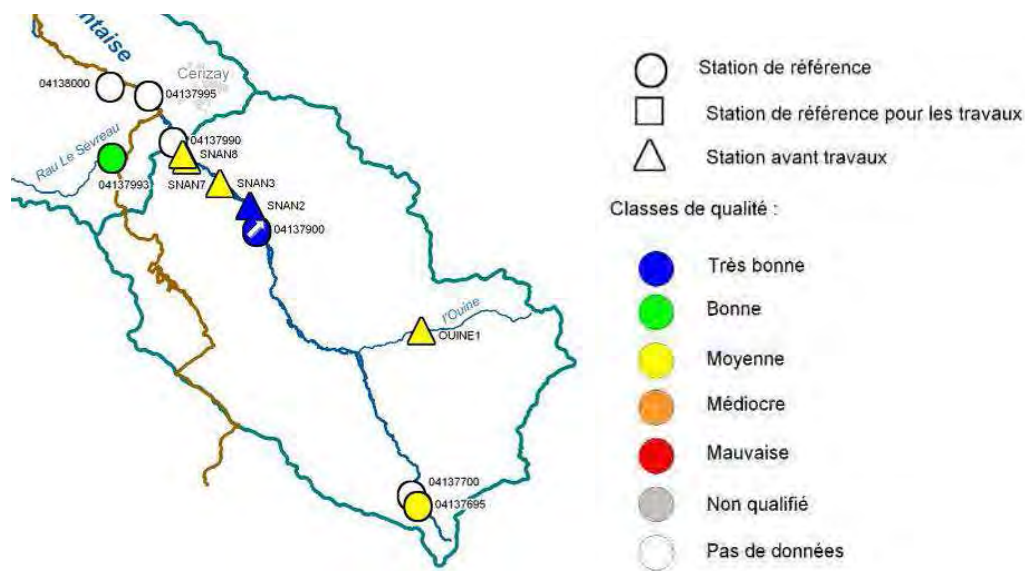 ntaise
Cerizay
04138000
04137995
Rau Le Sévreau
04137990
SNAN8
04137993
SNAN7
SNAN3
SNAN2
04137900
l'Ouine
OUINE1
04137700
04137695
Station de référence
Station de référence pour les travaux
Station avant travaux
Classes de qualité :
Très bonne
Bonne
Moyenne
Médiocre
Mauvaise
Non qualifié
Pas de données